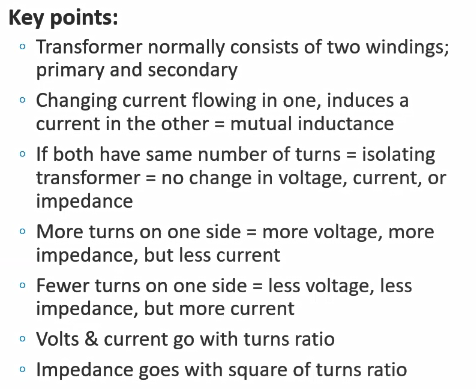 Key points:
Transformer normally consists of two windings;
primary and secondary
Changing current flowing in one, induces a
current in the other = mutual inductance
If both have same number of turns = isolating
transformer = no change in voltage, current, or
impedance
More turns on one side = more voltage, more
impedance, but less current
Fewer turns on one side = less voltage, less
impedance, but more current
Volts & current go with turns ratio
Impedance goes with square of turns ratio